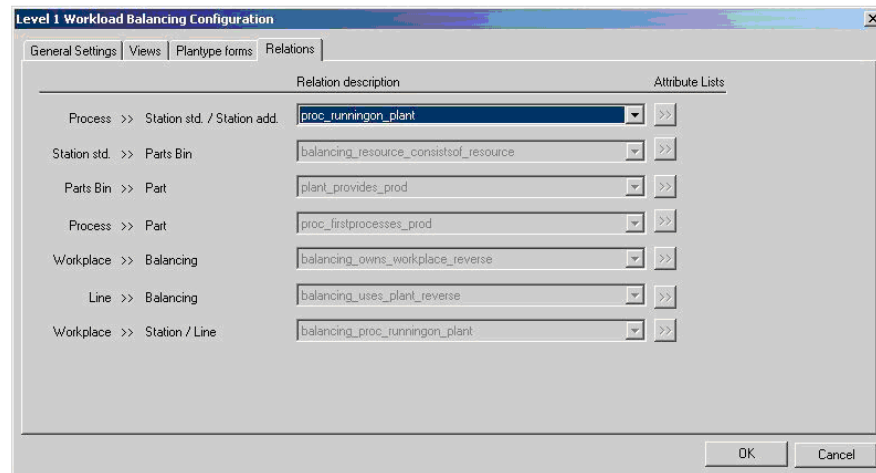 Level 1 Workload Balancing Configuration
General Settings Views Plantype forms Relations
Relation description Attribute Lists
Process >> Station std. / Station add. proc_runningon_plant >>
Station std. >> Parts Bin balancing_resource_consistsof_resource >>
Parts Bin >> Part plant_provides_prod >>
Process >> Part proc_firstprocesses_prod >>
Workplace >> Balancing balancing_owns_workplace_reverse >>
Line >> Balancing balancing_uses_plant_reverse >>
Workplace >> Station / Line balancing_proc_runningon_plant >>
OK Cancel